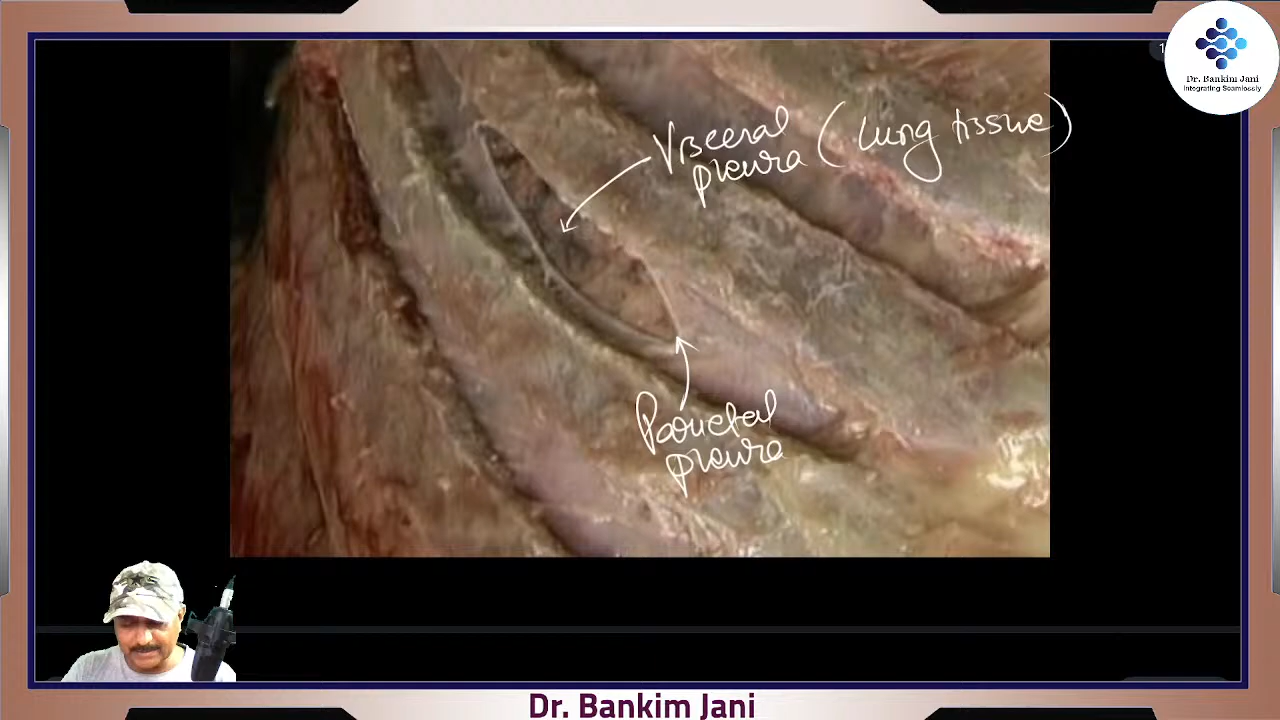 Dr. Bankim Jani
Integrating Seamlessly
Visceral
pleura (Lung tissue)
Parietal
pleura
Dr. Bankim Jani